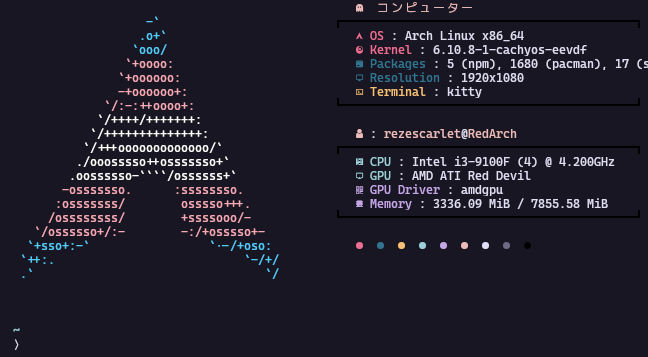 コンピューター
OS : Arch Linux x86_64
Kernel : 6.10.8-1-cachyos-eevdf
Packages : 5 (npm), 1680 (pacman), 17 (s
Resolution : 1920x1080
Terminal : kitty
: rezescarlet@RedArch
CPU : Intel i3-9100F (4) @ 4.200GHz
GPU : AMD ATI Red Devil
GPU Driver : amdgpu
Memory : 3336.09 MiB / 7855.58 MiB
-`
.o+`
`ooo/
`+oooo:
`+oooooo:
-+oooooo+:
`/:-:++oooo+:
`/++++/+++++++:
`/++++++++++++++:
`/+++ooooooooooooo/`
./ooosssso++osssssso+`
.oossssso-````/ossssss+`
-osssssso.      :ssssssso.
:osssssss/        osssso+++.
/ossssssss/        +ssssooo/-
`/ossssso+/:-        -:/+osssso+-
`+sso+:-`                 `.-/+oso:
`++:.                           `-/+/
.`                                 `/
~
❯